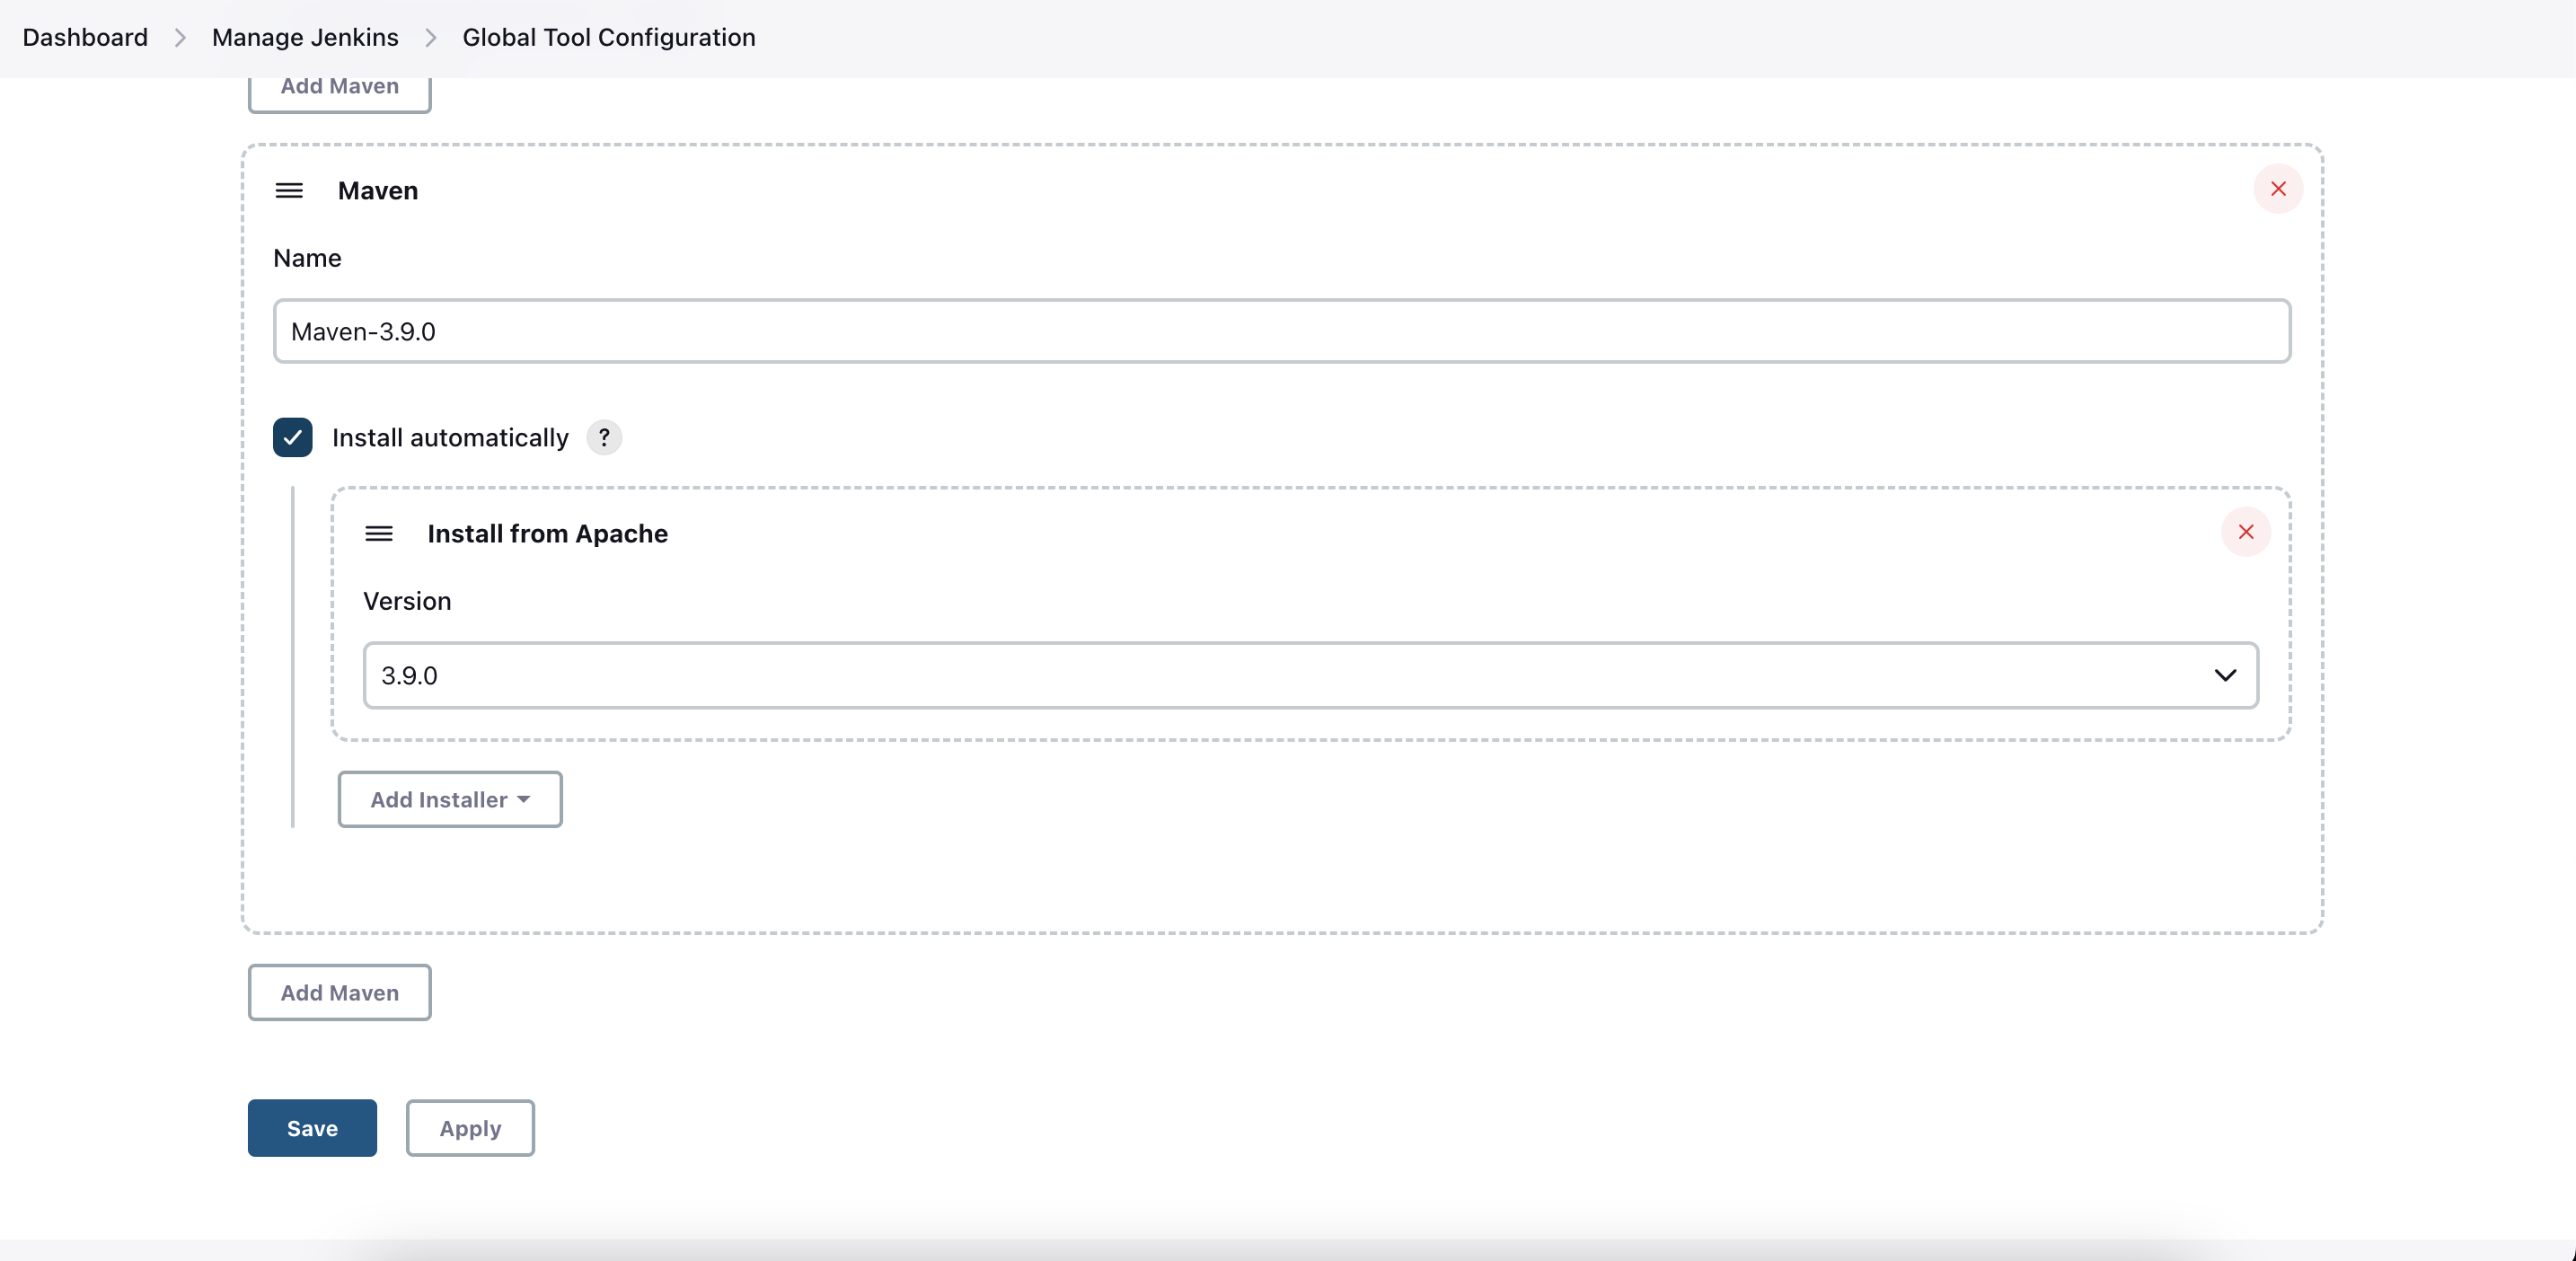 Dashboard > Manage Jenkins > Global Tool Configuration
Add Maven
Maven
Name
Maven-3.9.0
Install automatically ?
Install from Apache
Version
3.9.0
Add Installer
Add Maven
Save Apply